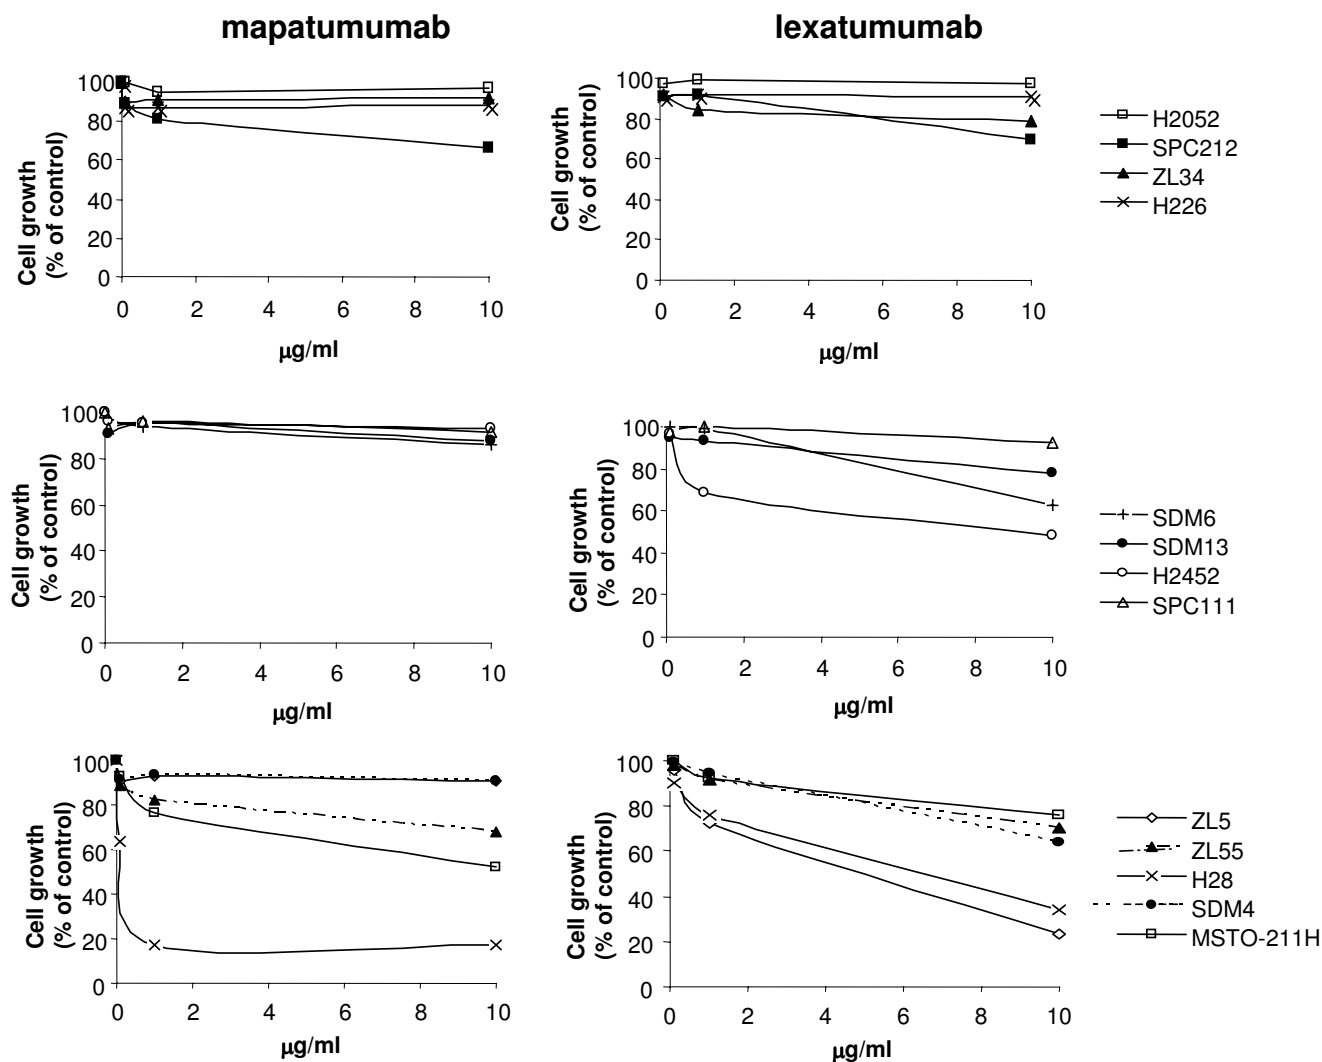 mapatumumab
lexatumumab
Cell growth
(% of control)
100
80
60
40
20
0
0 2 4 6 8 10
µg/ml
Cell growth
(% of control)
100
80
60
40
20
0
0 2 4 6 8 10
µg/ml
H2052
SPC212
ZL34
H226
Cell growth
(% of control)
100
80
60
40
20
0
0 2 4 6 8 10
µg/ml
Cell growth
(% of control)
100
80
60
40
20
0
0 2 4 6 8 10
µg/ml
SDM6
SDM13
H2452
SPC111
Cell growth
(% of control)
100
80
60
40
20
0
0 2 4 6 8 10
µg/ml
Cell growth
(% of control)
100
80
60
40
20
0
0 2 4 6 8 10
µg/ml
ZL5
ZL55
H28
SDM4
MSTO-211H